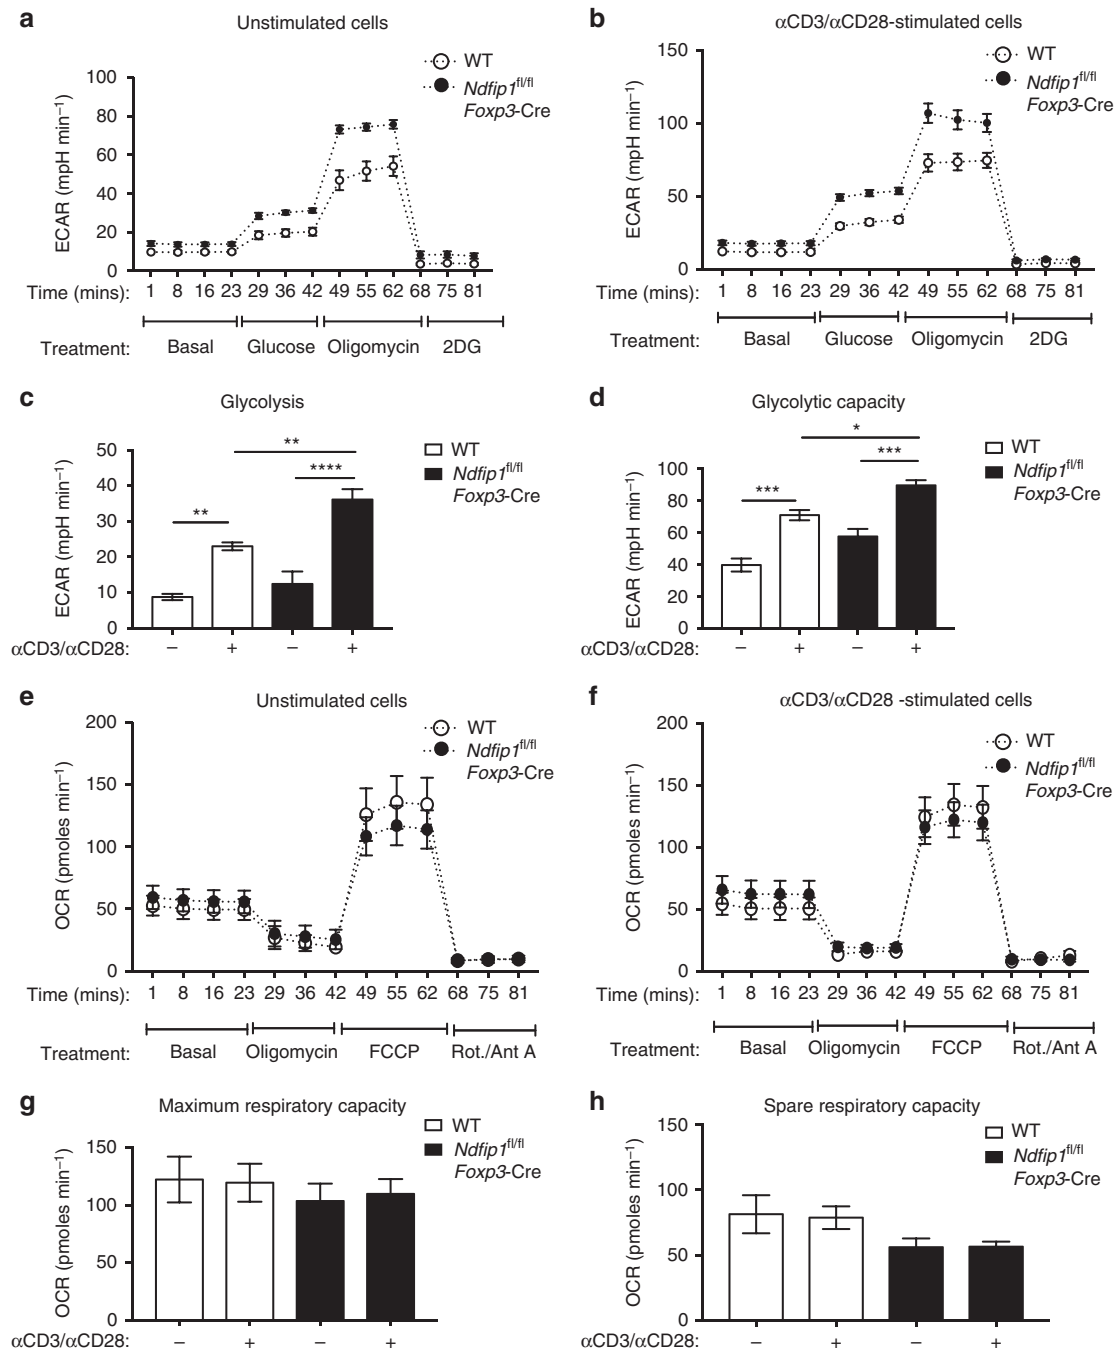 a
Unstimulated cells
WT
Ndfip1fl/fl
Foxp3-Cre
ECAR (mpH min−1)
100
80
60
40
20
0
Time (mins): 1 8 16 23 29 36 42 49 55 62 68 75 81
Treatment: Basal Glucose Oligomycin 2DG
b
αCD3/αCD28-stimulated cells
WT
Ndfip1fl/fl
Foxp3-Cre
ECAR (mpH min−1)
150
100
50
0
Time (mins): 1 8 16 23 29 36 42 49 55 62 68 75 81
Treatment: Basal Glucose Oligomycin 2DG
c
Glycolysis
WT
Ndfip1fl/fl
Foxp3-Cre
ECAR (mpH min−1)
50
40
30
20
10
0
**
****
**
αCD3/αCD28: − + − +
d
Glycolytic capacity
WT
Ndfip1fl/fl
Foxp3-Cre
ECAR (mpH min−1)
100
80
60
40
20
0
*
***
***
αCD3/αCD28: − + − +
e
Unstimulated cells
WT
Ndfip1fl/fl
Foxp3-Cre
OCR (pmoles min−1)
200
150
100
50
0
Time (mins): 1 8 16 23 29 36 42 49 55 62 68 75 81
Treatment: Basal Oligomycin FCCP Rot./Ant A
f
αCD3/αCD28 -stimulated cells
WT
Ndfip1fl/fl
Foxp3-Cre
OCR (pmoles min−1)
200
150
100
50
0
Time (mins): 1 8 16 23 29 36 42 49 55 62 68 75 81
Treatment: Basal Oligomycin FCCP Rot./Ant A
g
Maximum respiratory capacity
WT
Ndfip1fl/fl
Foxp3-Cre
OCR (pmoles min−1)
150
100
50
0
αCD3/αCD28: − + − +
h
Spare respiratory capacity
WT
Ndfip1fl/fl
Foxp3-Cre
OCR (pmoles min−1)
150
100
50
0
αCD3/αCD28: − + − +